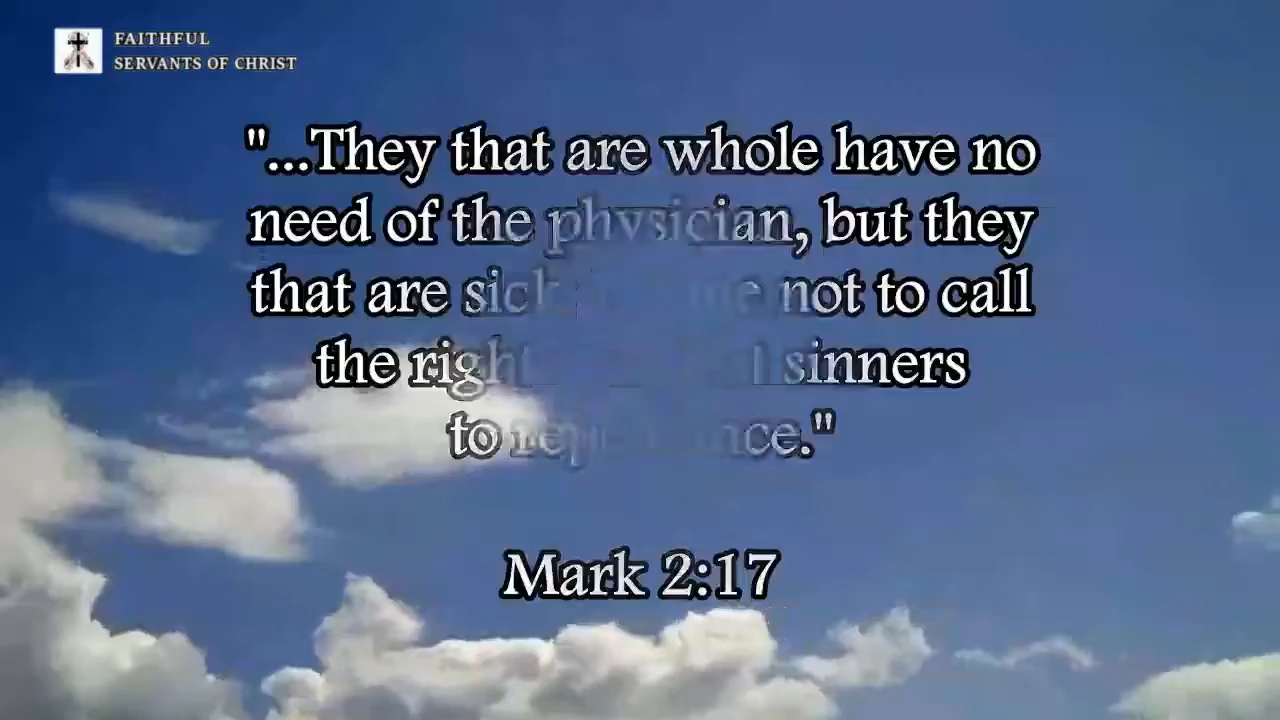 FAITHFUL
SERVANTS OF CHRIST
"...They that are whole have no
need of the physician, but they
that are sick not to call
the sinners
to
Mark 2:17